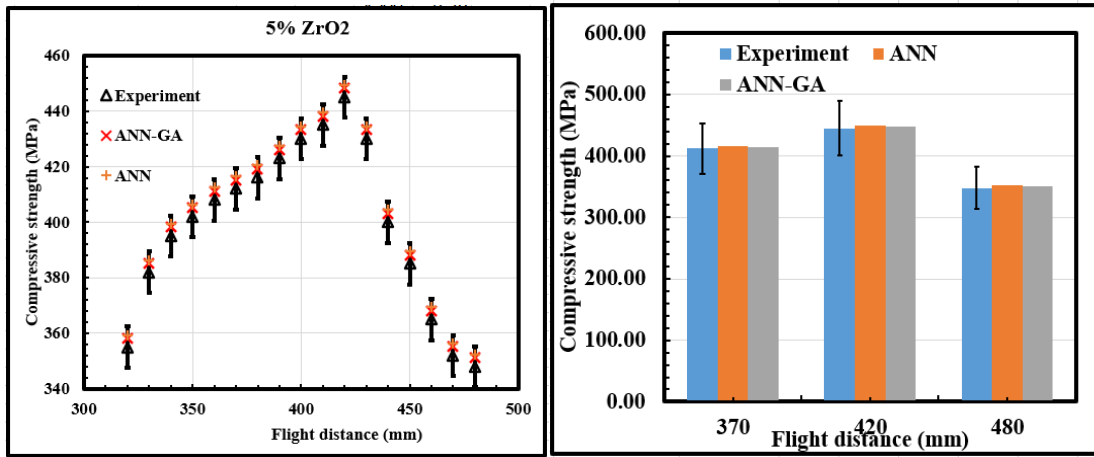 5% ZrO2
Compressive strength (MPa)
460
440
420
400
380
360
340
Experiment
ANN-GA
ANN
300
350
400
450
500
Flight distance (mm)
Compressive strength (MPa)
600.00
500.00
400.00
300.00
200.00
100.00
0.00
Experiment
ANN
ANN-GA
370
420
480
Flight distance (mm)